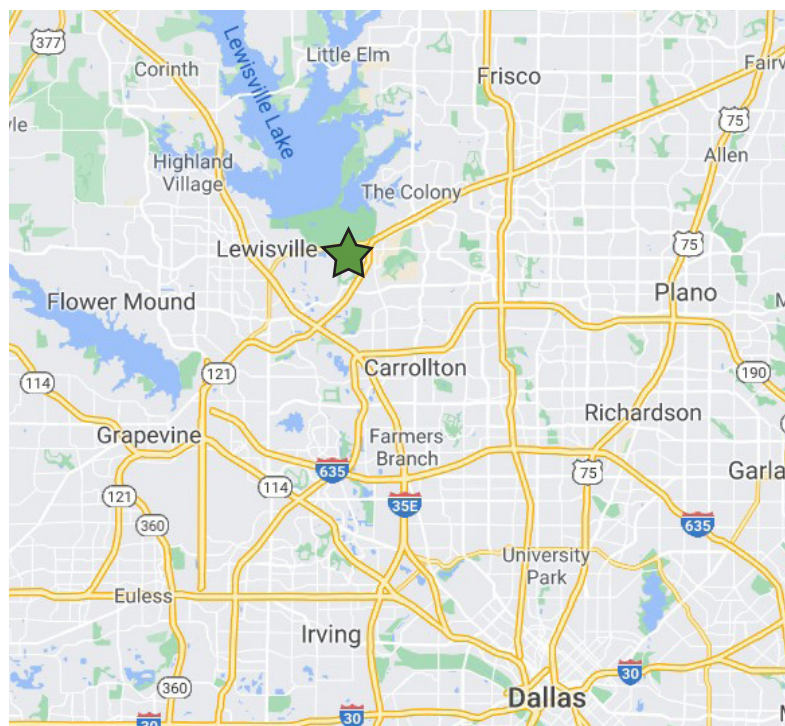 377
Corinth
Little Elm
Frisco
Fairv
75
yle
Lewisville
Lake
Highland
Village
Allen
The Colony
Lewisville
75
Flower Mound
Plano
M
121
Carrollton
114
190
Grapevine
Farmers
Branch
Richardson
635
75
Garla
114
121
35E
360
635
University
Park
Euless
Irving
360
30
Dallas
30
30